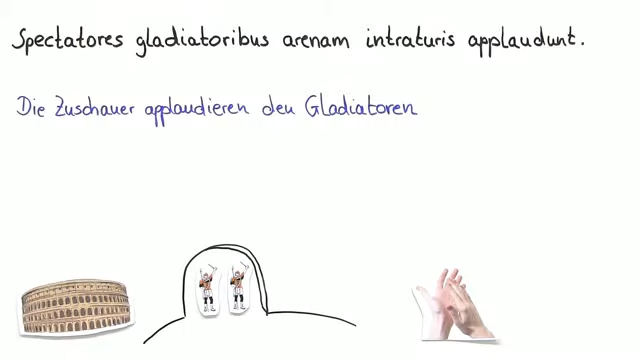 Spectatores gladiatoribus arenam intraturis applaudunt.
Die Zuschauer applaudieren den Gladiatoren